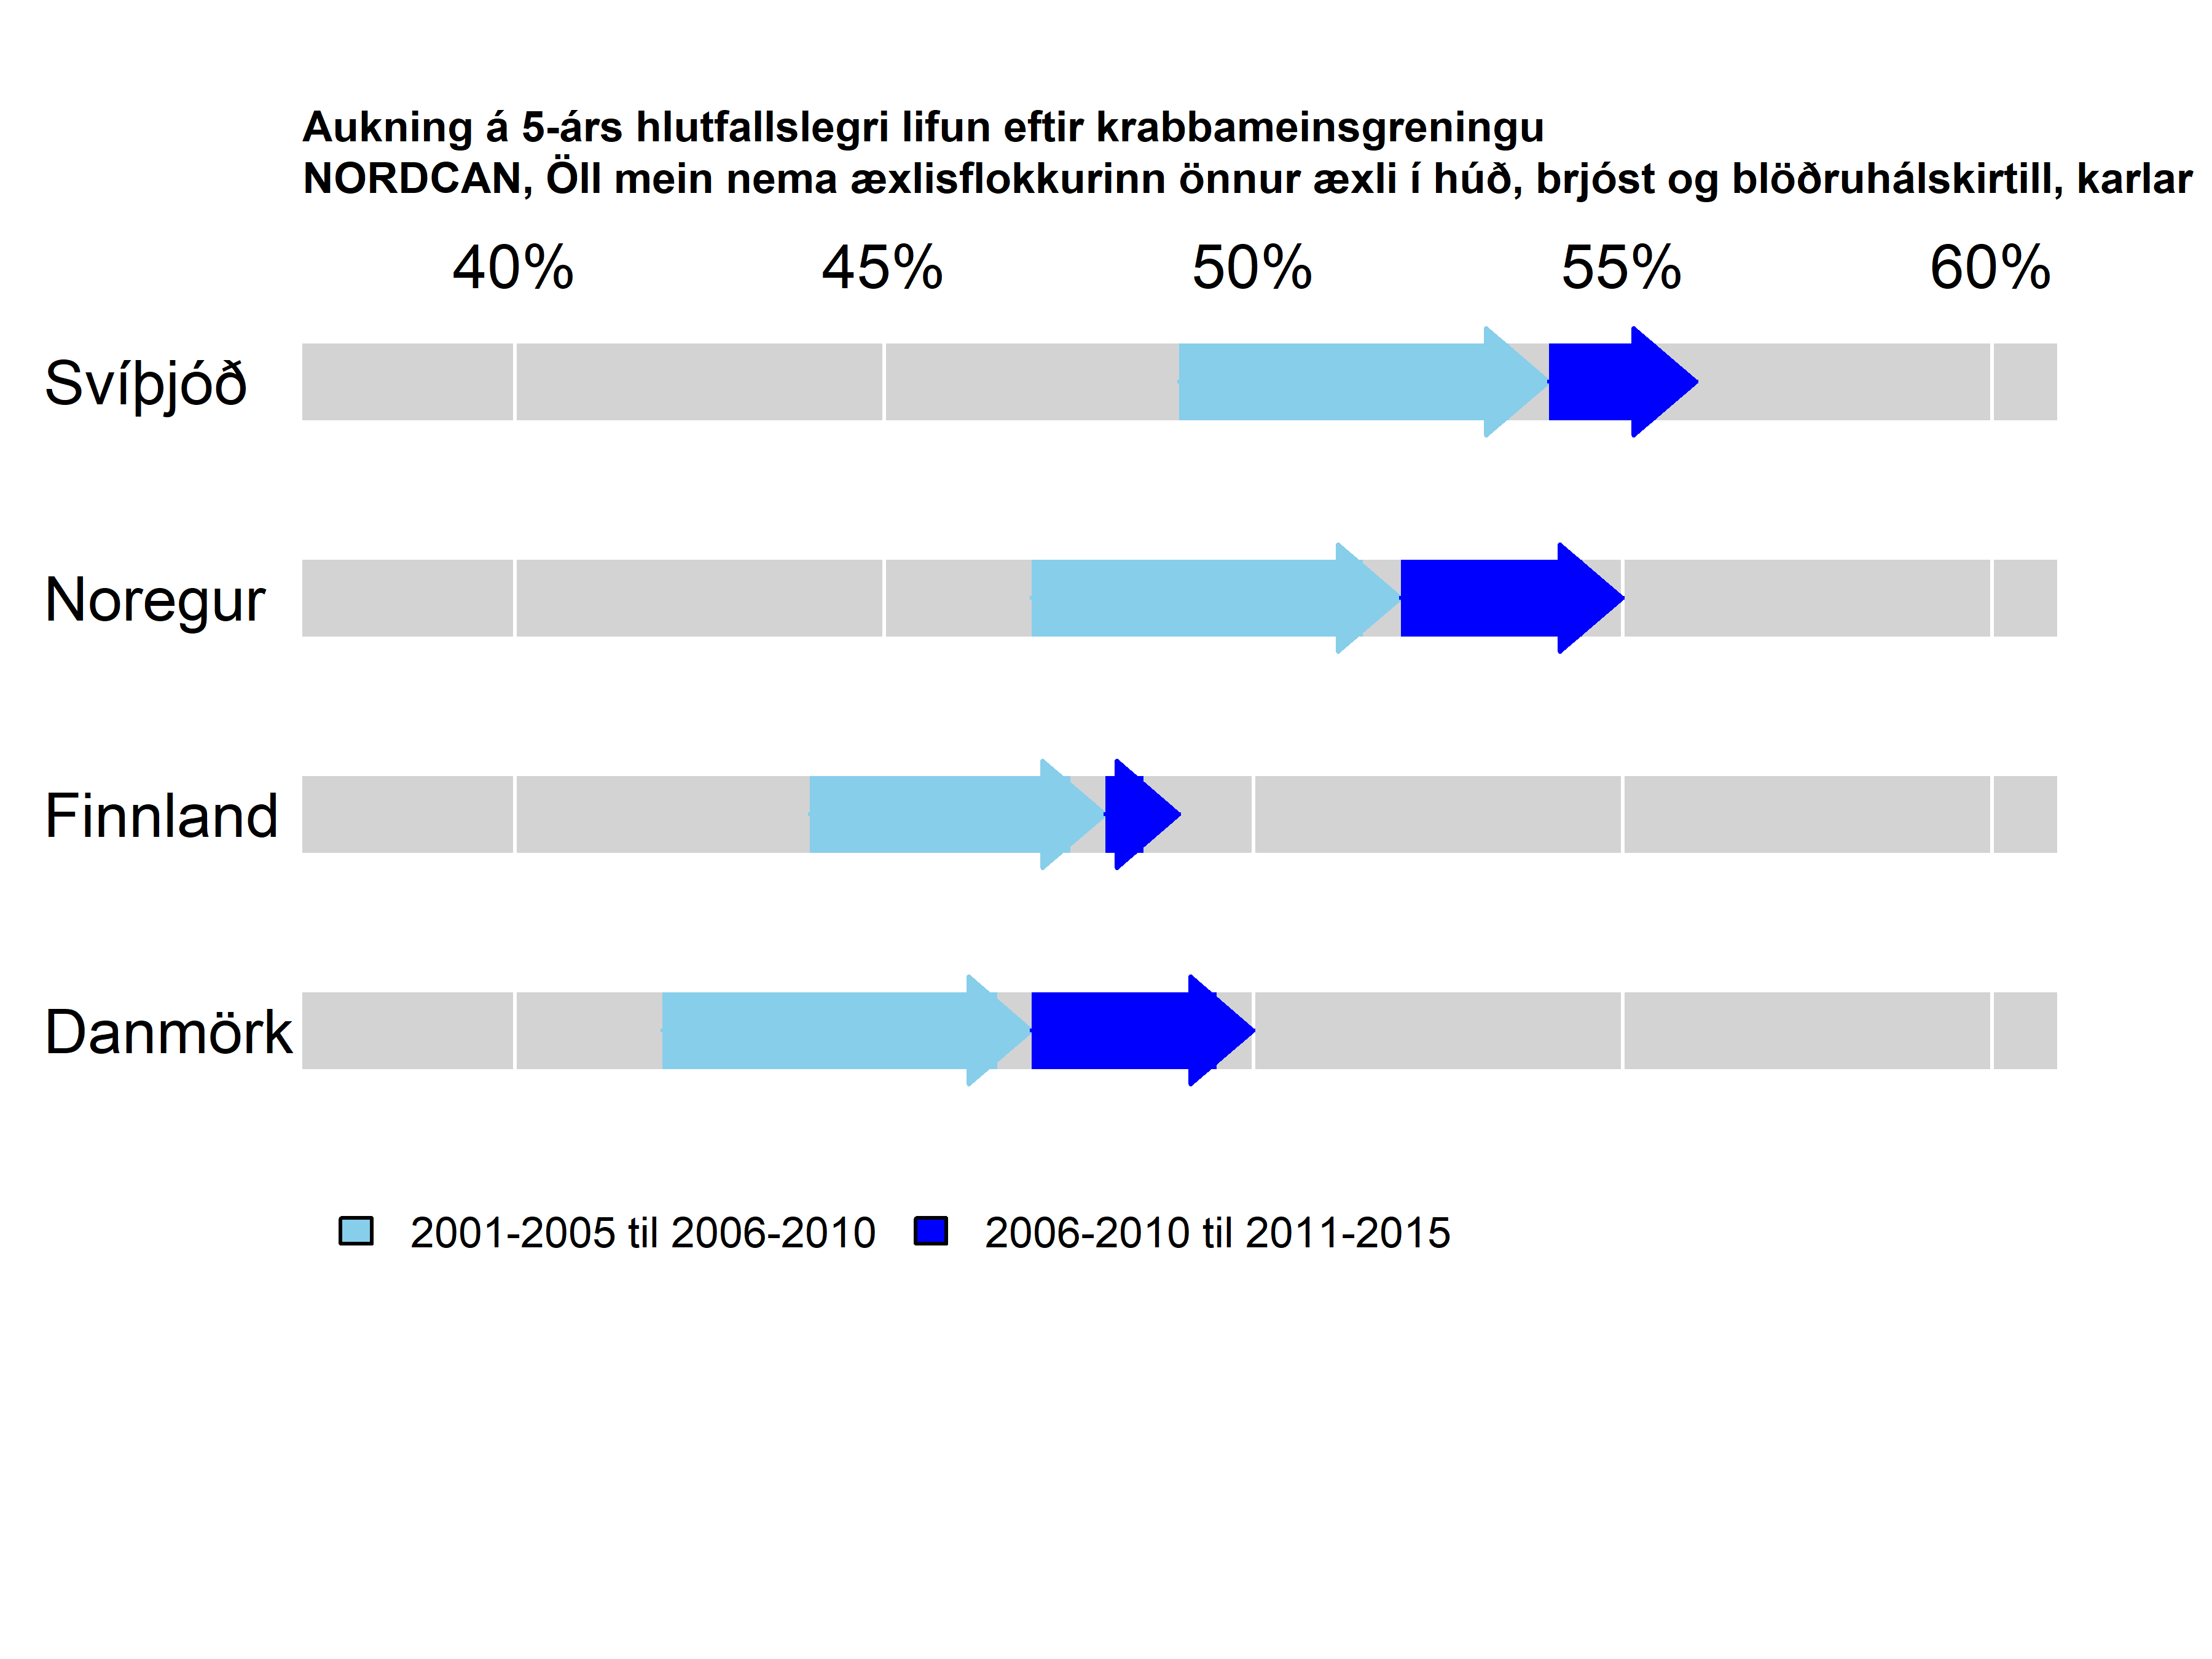 Aukning á 5-árs hlutfallslegri lifun eftir krabbameinsgreningu
NORDCAN, Öll mein nema æxlisflokkurinn önnur æxli í húð, brjóst og blöðruhálskirtill, karlar
40% 45% 50% 55% 60%
Svíþjóð
Noregur
Finnland
Danmörk
2001-2005 til 2006-2010 2006-2010 til 2011-2015